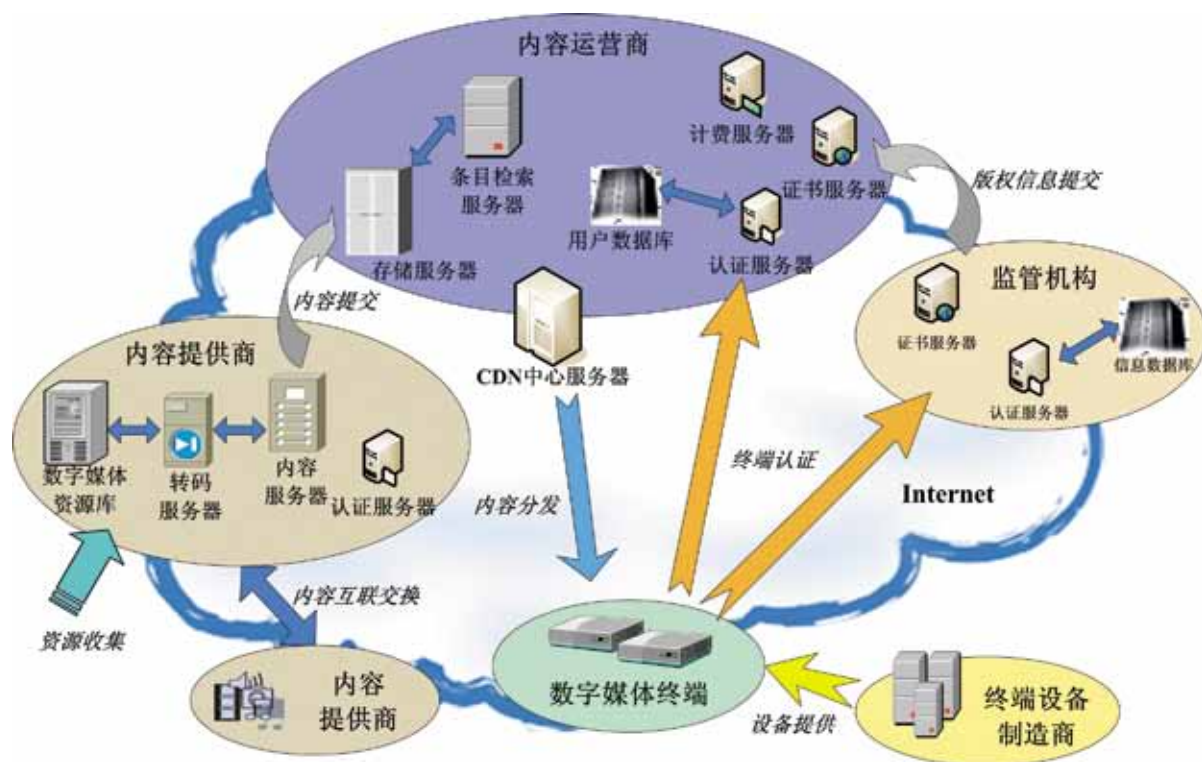 内容运营商
计费服务器
条目检索
服务器
证书服务器
用户数据库
认证服务器
存储服务器
版权信息提交
内容提交
CDN中心服务器
监管机构
证书服务器
信息数据库
认证服务器
内容提供商
数字媒体
资源库
转码
服务器
内容
服务器
认证服务器
内容分发
终端认证
Internet
资源收集
内容互联交换
内容
提供商
数字媒体终端
设备提供
终端设备
制造商